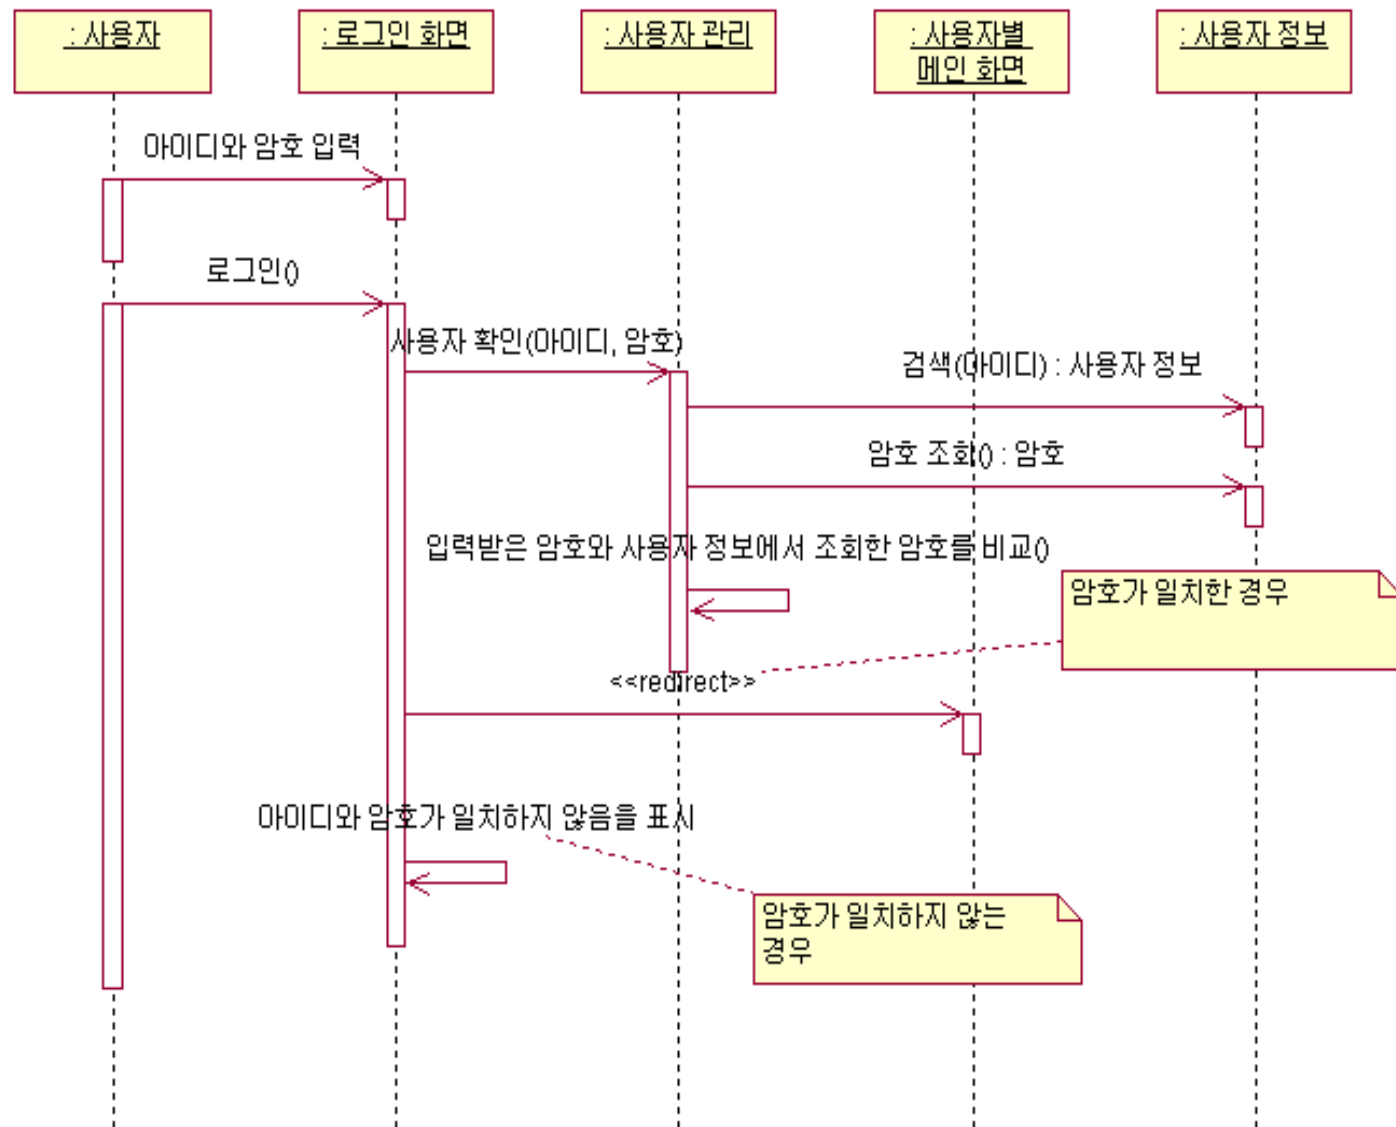 : 사용자
: 로그인 화면
: 사용자 관리
: 사용자별
메인 화면
: 사용자 정보
아이디와 암호 입력
로그인()
사용자 확인(아이디, 암호)
검색(아이디) : 사용자 정보
암호 조회() : 암호
입력받은 암호와 사용자 정보에서 조회한 암호를 비교()
암호가 일치한 경우
<<redirect>>
아이디와 암호가 일치하지 않음을 표시
암호가 일치하지 않는
경우